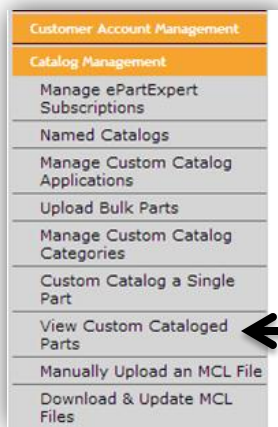 Customer Account Management
Catalog Management
Manage ePartExpert
Subscriptions
Named Catalogs
Manage Custom Catalog
Applications
Upload Bulk Parts
Manage Custom Catalog
Categories
Custom Catalog a Single
Part
View Custom Cataloged
Parts
Manually Upload an MCL File
Download & Update MCL
Files